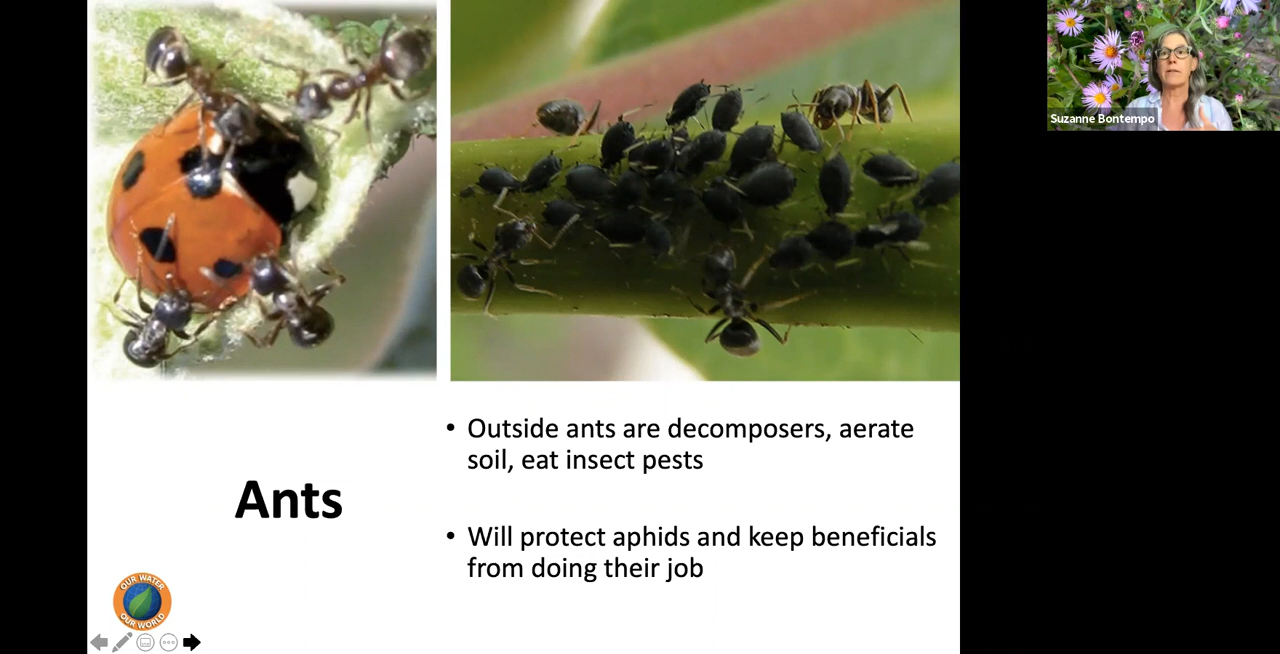 Suzanne Bontempo
• Outside ants are decomposers, aerate
soil, eat insect pests
Ants
• Will protect aphids and keep beneficials
from doing their job
OUR WATER
OUR WORLD